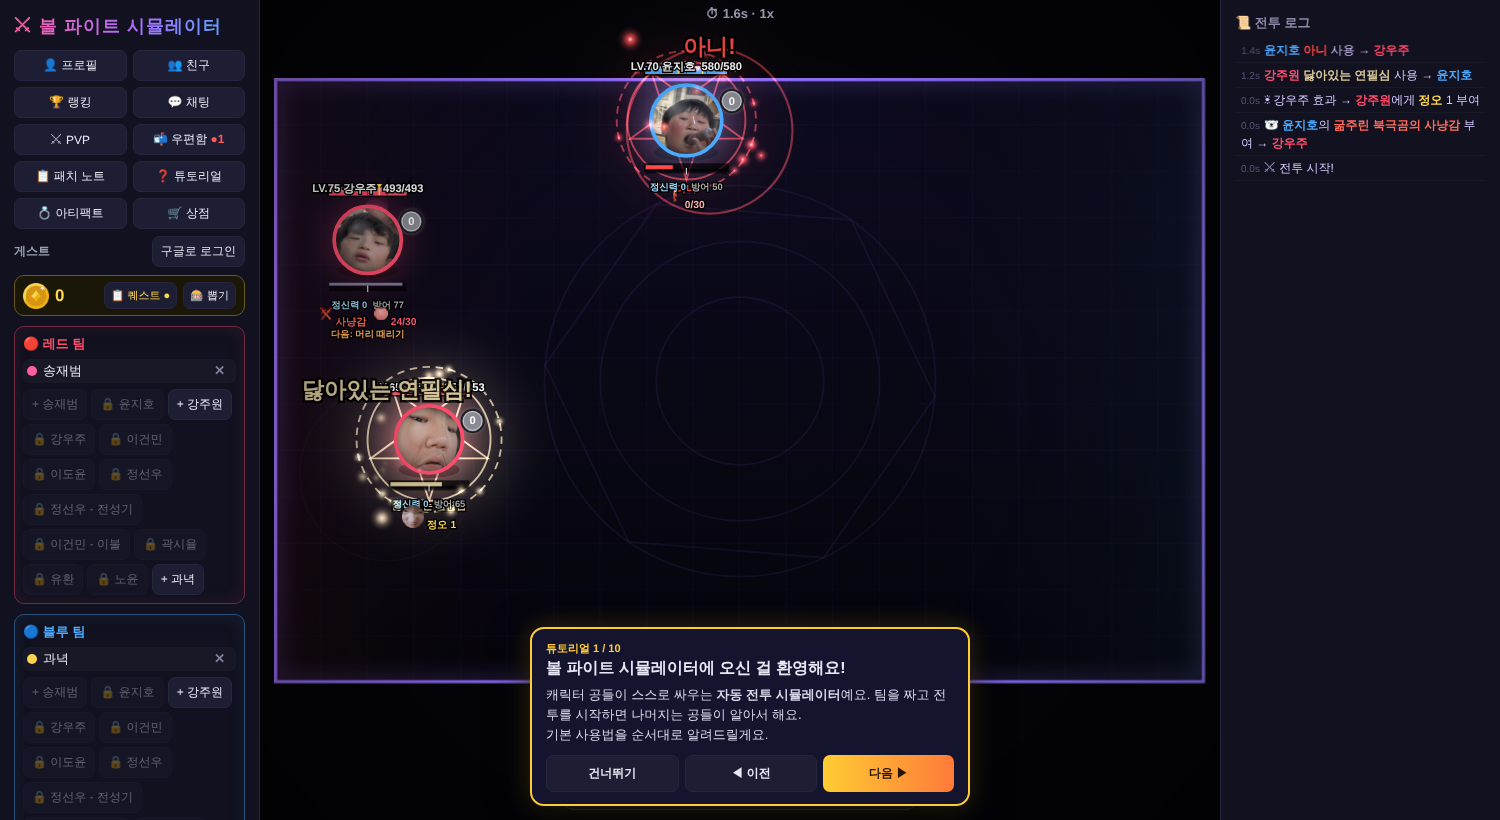 ⚔ 볼 파이트 시뮬레이터
👤 프로필
👥 친구
🏆 랭킹
💬 채팅
⚔ PVP
📬 우편함 ●1
📋 패치 노트
❓ 튜토리얼
💍 아티팩트
🛒 상점
게스트
구글로 로그인
0
📋 퀘스트 ●
🎰 뽑기
🔴 레드 팀
송재범 ✕
+ 송재범
🔒 윤지호
+ 강주원
🔒 강우주
🔒 이건민
🔒 이도윤
🔒 정선우
🔒 정선우 - 전성기
🔒 이건민 - 이불
🔒 곽시율
🔒 유환
🔒 노윤
+ 과녁
🔵 블루 팀
과녁 ✕
+ 송재범
🔒 윤지호
+ 강주원
🔒 강우주
🔒 이건민
🔒 이도윤
🔒 정선우
🔒 정선우 - 전성기
⏱ 1.6s · 1x
아니!
LV.70 윤지호 580/580
0
정신력 0 방어 50
0/30
LV.75 강우주 493/493
0
정신력 0 방어 77
사냥감 24/30
다음: 머리 때리기
닳아있는 연필심!
0
정신력 0 방어 65
정오 1
튜토리얼 1 / 10
볼 파이트 시뮬레이터에 오신 걸 환영해요!
캐릭터 공들이 스스로 싸우는 자동 전투 시뮬레이터예요. 팀을 짜고 전
투를 시작하면 나머지는 공들이 알아서 해요.
기본 사용법을 순서대로 알려드릴게요.
건너뛰기
◀ 이전
다음 ▶
📜 전투 로그
1.4s 윤지호 아니 사용 → 강우주
1.2s 강주원 닳아있는 연필심 사용 → 윤지호
0.0s 강우주 효과 → 강주원에게 정오 1 부여
0.0s 🐻‍❄️ 윤지호의 굶주린 북극곰의 사냥감 부
여 → 강우주
0.0s ⚔ 전투 시작!